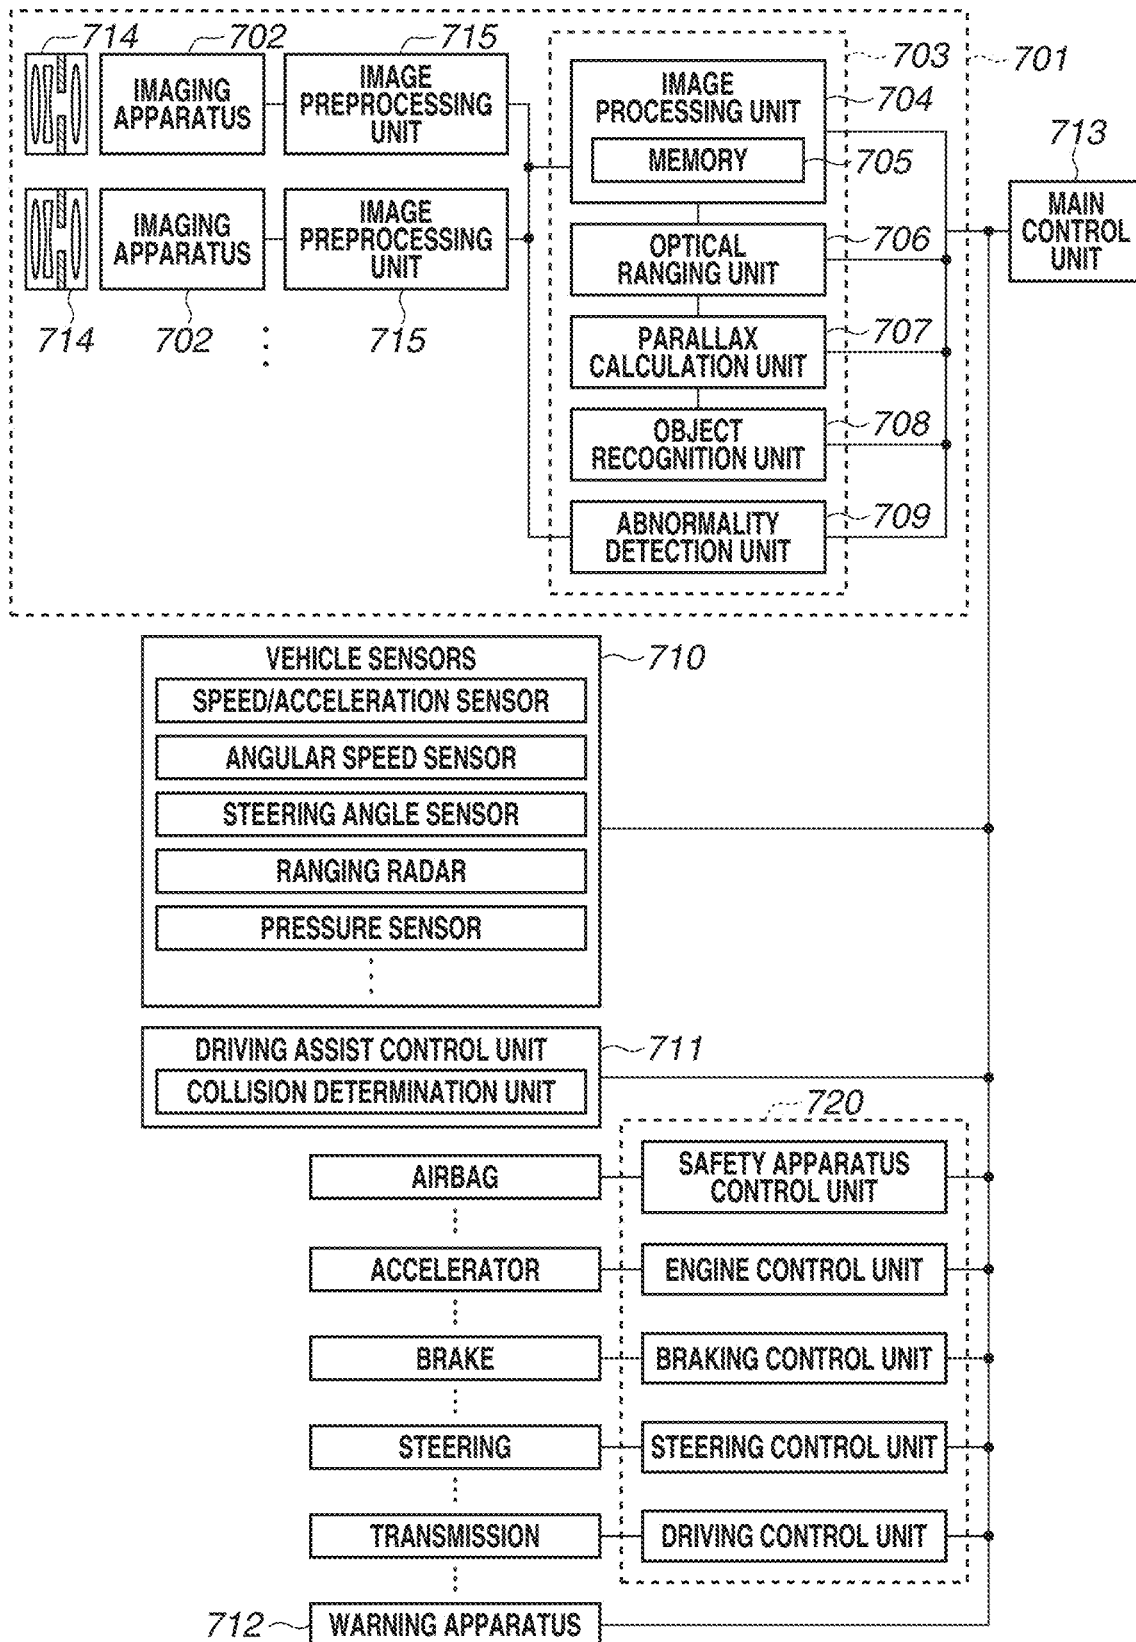 714
702
715
703
701
IMAGING
APPARATUS
IMAGE
PREPROCESSING
UNIT
IMAGE
PROCESSING UNIT
704
MEMORY
705
713
MAIN
CONTROL
UNIT
IMAGING
APPARATUS
IMAGE
PREPROCESSING
UNIT
OPTICAL
RANGING UNIT
706
714
702
715
PARALLAX
CALCULATION UNIT
707
OBJECT
RECOGNITION UNIT
708
ABNORMALITY
DETECTION UNIT
709
VEHICLE SENSORS
710
SPEED/ACCELERATION SENSOR
ANGULAR SPEED SENSOR
STEERING ANGLE SENSOR
RANGING RADAR
PRESSURE SENSOR
DRIVING ASSIST CONTROL UNIT
711
COLLISION DETERMINATION UNIT
720
AIRBAG
SAFETY APPARATUS
CONTROL UNIT
ACCELERATOR
ENGINE CONTROL UNIT
BRAKE
BRAKING CONTROL UNIT
STEERING
STEERING CONTROL UNIT
TRANSMISSION
DRIVING CONTROL UNIT
712
WARNING APPARATUS